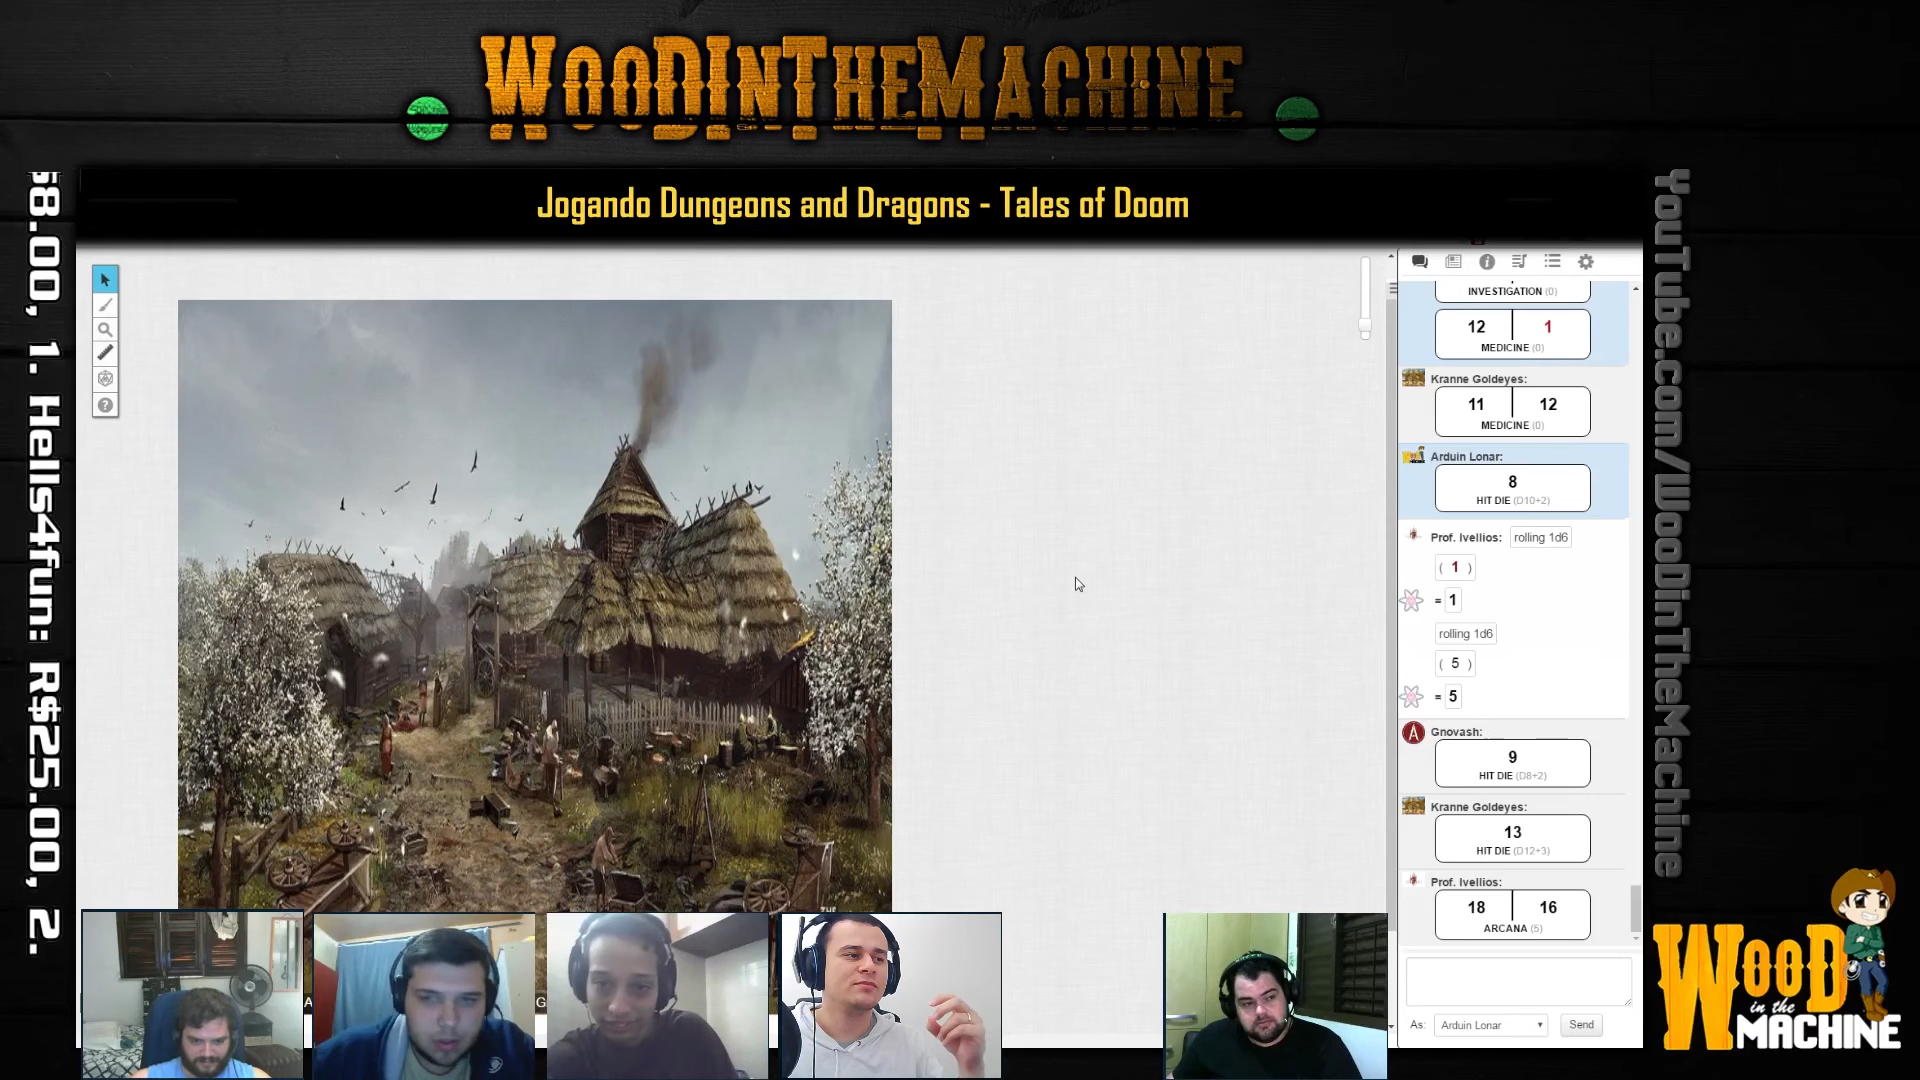 WOODINTHEMACHINE
Jogando Dungeons and Dragons - Tales of Doom
58.00, 1. Hells4fun: R$25.00, 2.
YouTube.com/WooDinTheMachine
INVESTIGATION (0)
12 1
MEDICINE (0)
Kranne Goldeyes:
11 12
MEDICINE (0)
Arduin Lonar:
8
HIT DIE (D10+2)
Prof. Ivellios: rolling 1d6
( 1 )
= 1
rolling 1d6
( 5 )
= 5
A Gnovash:
9
HIT DIE (D8+2)
Kranne Goldeyes:
13
HIT DIE (D12+3)
Prof. Ivellios:
18 16
ARCANA (5)
As: Arduin Lonar Send
WOOD
in the
MACHINE